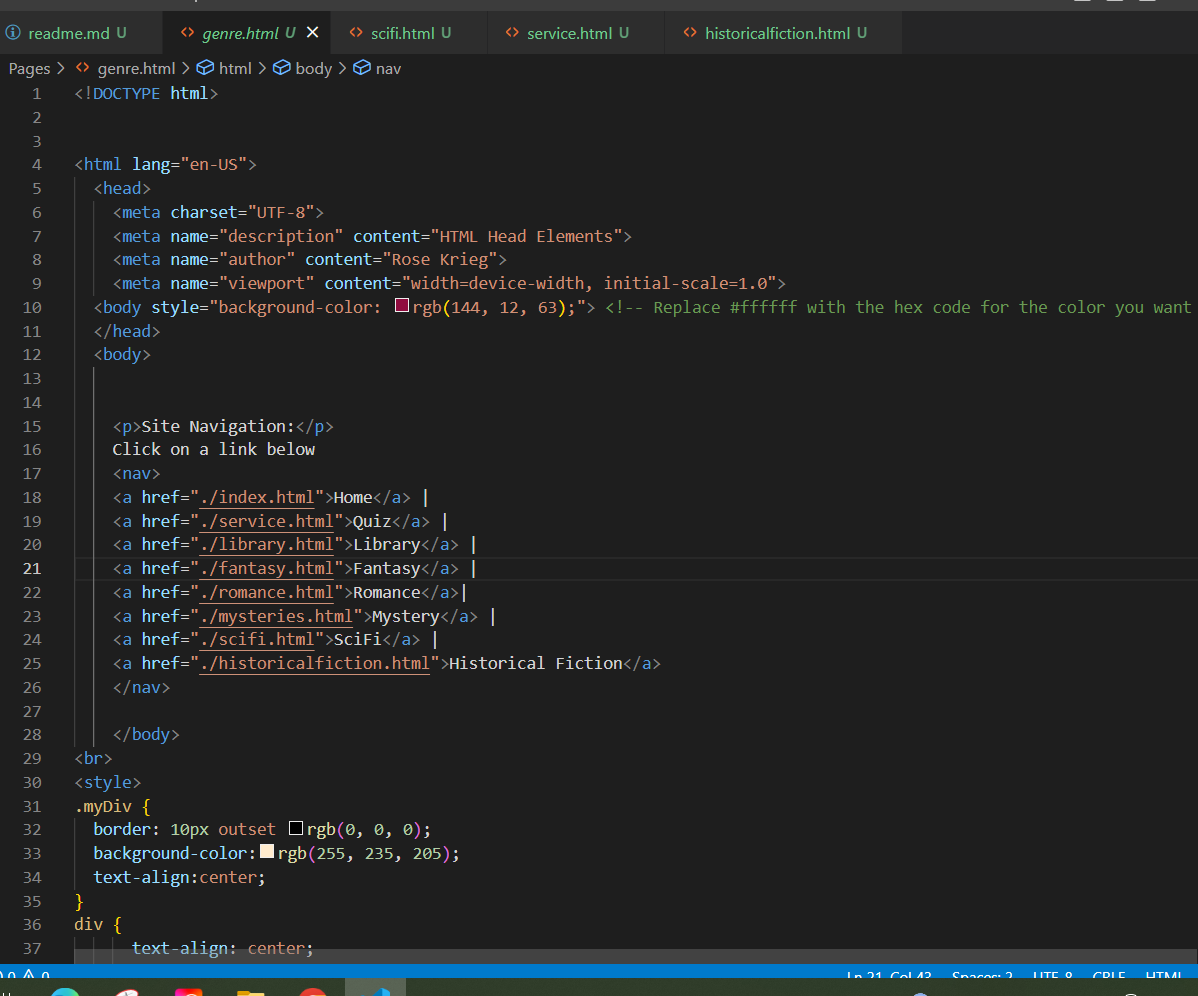 readme.md U
genre.html U
scifi.html U
service.html U
historicalfiction.html U
Pages > genre.html > html > body > nav
1 <!DOCTYPE html>
2
3
4 <html lang="en-US">
5 <head>
6 <meta charset="UTF-8">
7 <meta name="description" content="HTML Head Elements">
8 <meta name="author" content="Rose Krieg">
9 <meta name="viewport" content="width=device-width, initial-scale=1.0">
10 <body style="background-color: rgb(144, 12, 63);"> <!-- Replace #ffffff with the hex code for the color you want
11 </head>
12 <body>
13
14
15 <p>Site Navigation:</p>
16 Click on a link below
17 <nav>
18 <a href="./index.html">Home</a> |
19 <a href="./service.html">Quiz</a> |
20 <a href="./library.html">Library</a> |
21 <a href="./fantasy.html">Fantasy</a> |
22 <a href="./romance.html">Romance</a>|
23 <a href="./mysteries.html">Mystery</a> |
24 <a href="./scifi.html">SciFi</a> |
25 <a href="./historicalfiction.html">Historical Fiction</a>
26 </nav>
27
28 </body>
29 <br>
30 <style>
31 .myDiv {
32 border: 10px outset rgb(0, 0, 0);
33 background-color: rgb(255, 235, 205);
34 text-align:center;
35 }
36 div {
37 text-align: center;
0 0 Ln 21, Col 43 Spaces: 2 UTF-8 CRLF HTML